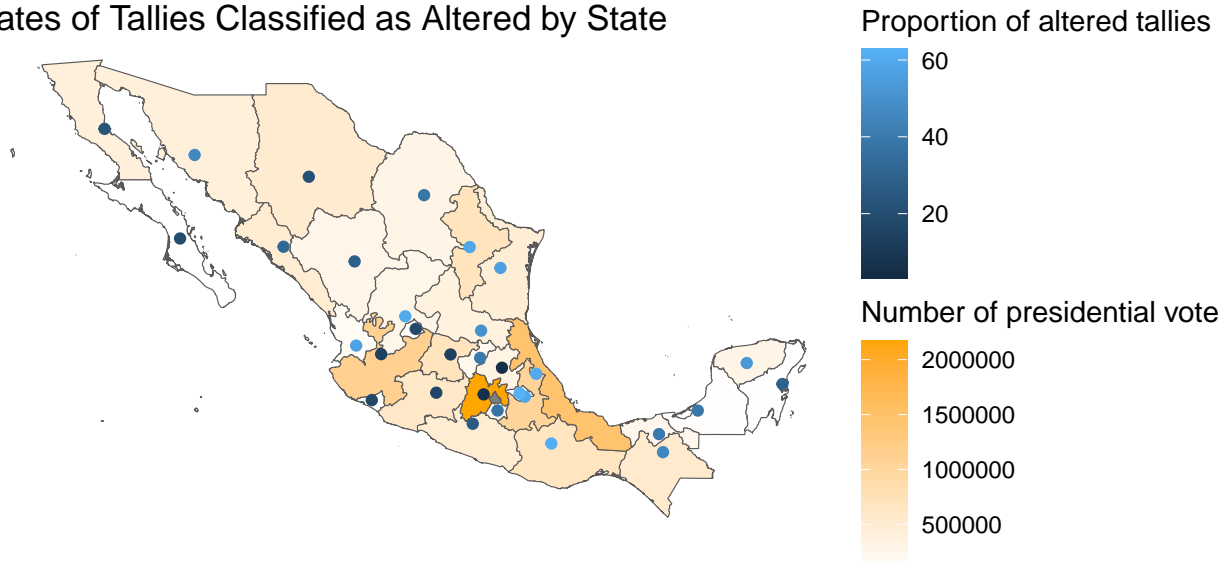 ates of Tallies Classified as Altered by State
Proportion of altered tallies
60
40
20
Number of presidential vote
2000000
1500000
1000000
500000